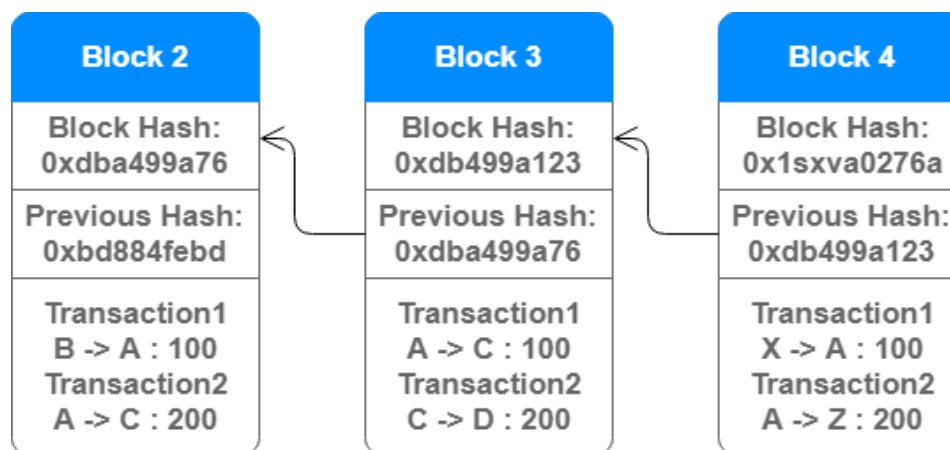 Block 2
Block Hash:
0xdba499a76
Previous Hash:
0xbd884febd
Transaction1
B -> A : 100
Transaction2
A -> C : 200
Block 3
Block Hash:
0xdb499a123
Previous Hash:
0xdba499a76
Transaction1
A -> C : 100
Transaction2
C -> D : 200
Block 4
Block Hash:
0x1sxva0276a
Previous Hash:
0xdb499a123
Transaction1
X -> A : 100
Transaction2
A -> Z : 200